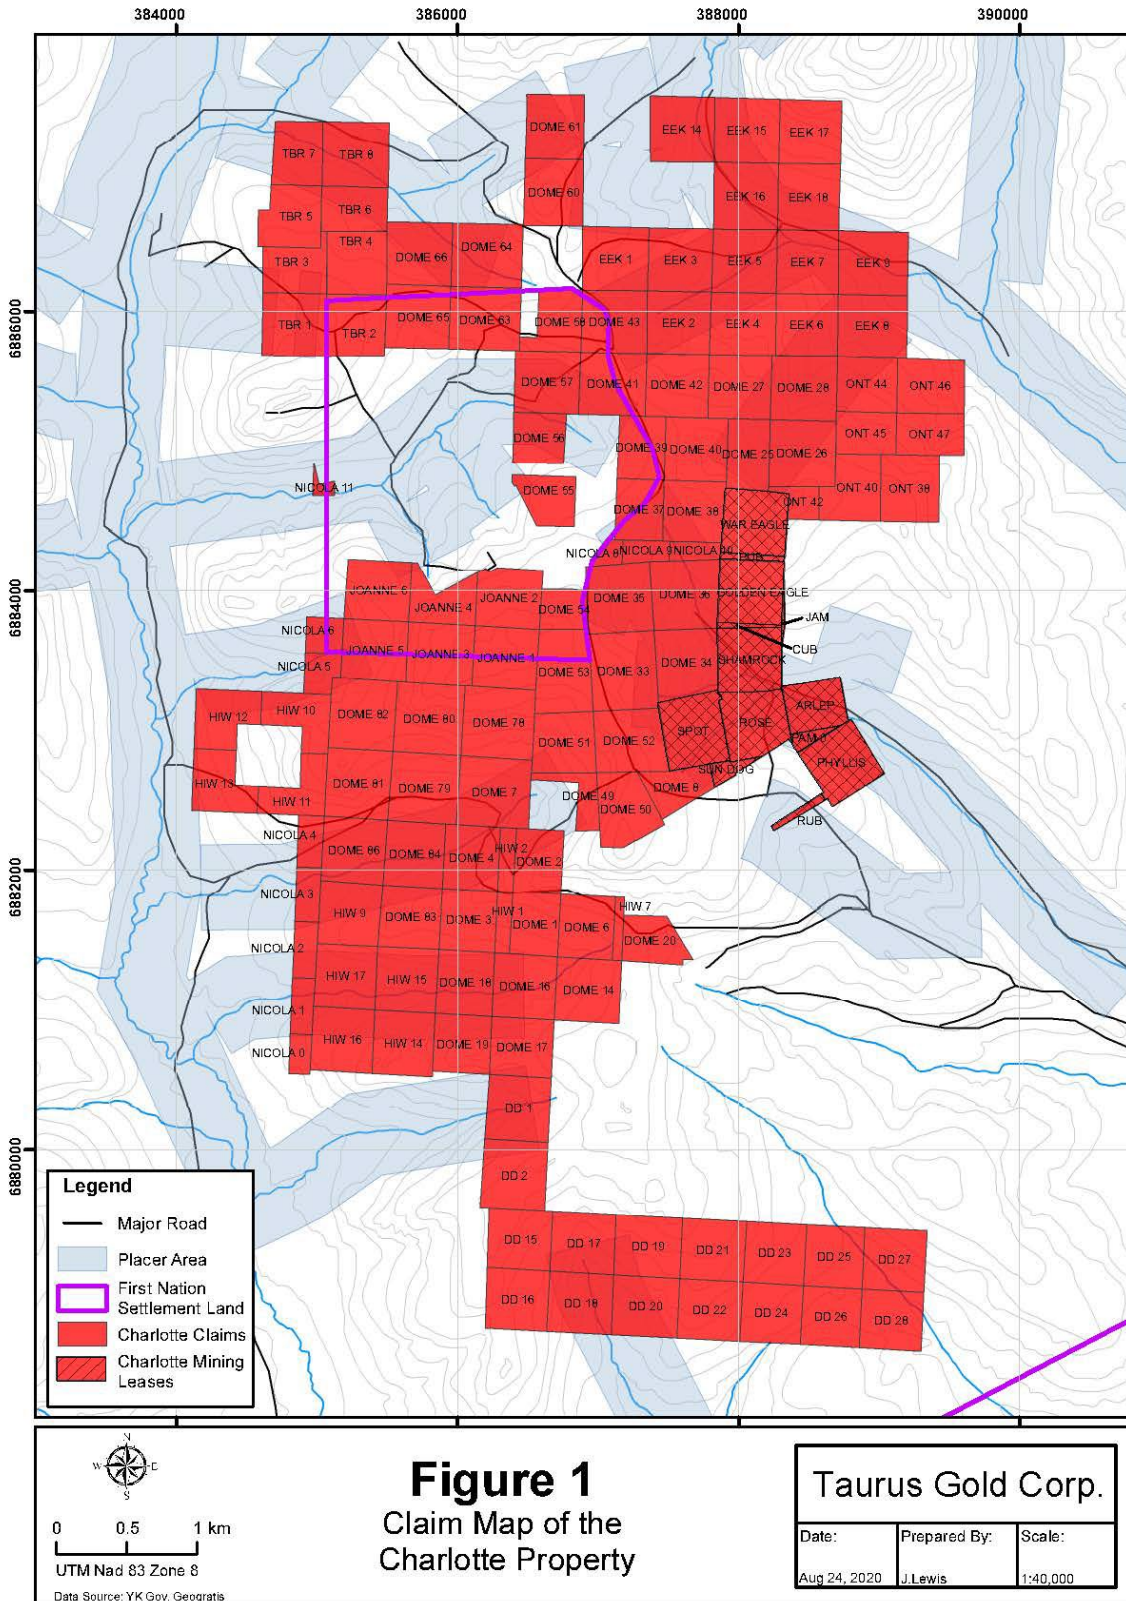 384000
386000
388000
390000
6886000
6884000
6882000
6880000
DOME 61
EEK 14
EEK 15
EEK 17
TBR 7
TBR 8
DOME 60
EEK 16
EEK 18
TBR 5
TBR 6
TBR 4
DOME 64
DOME 66
TBR 3
EEK 1
EEK 3
EEK 5
EEK 7
EEK 9
TBR 1
TBR 2
DOME 65
DOME 63
DOME 58
DOME 43
EEK 2
EEK 4
EEK 6
EEK 8
DOME 57
DOME 41
DOME 42
DOME 27
DOME 28
ONT 44
ONT 46
DOME 56
DOME 39
DOME 40
DOME 25
DOME 26
ONT 45
ONT 47
NICOLA 11
DOME 55
DOME 37
DOME 38
ONT 42
ONT 40
ONT 38
WAR EAGLE
NICOLA 8
NICOLA 9
NICOLA 10
JOANNE 6
JOANNE 4
JOANNE 2
DOME 54
DOME 35
DOME 36
GOLDEN EAGLE
JAM
NICOLA 6
CUB
JOANNE 5
JOANNE 3
JOANNE 1
NICOLA 5
DOME 53
DOME 33
DOME 34
SHAMROCK
HIW 12
HIW 10
DOME 82
DOME 80
DOME 78
DOME 51
DOME 52
SPOT
ROSE
ARLEP
PAM 3
PHYLLIS
SUN DOG
HIW 13
HIW 11
DOME 81
DOME 79
DOME 7
DOME 49
DOME 50
DOME 8
RUB
NICOLA 4
DOME 86
DOME 84
DOME 4
HIW 2
DOME 2
NICOLA 3
HIW 9
DOME 83
DOME 3
HIW 1
DOME 1
DOME 6
HIW 7
DOME 20
NICOLA 2
HIW 17
HIW 15
DOME 18
DOME 16
DOME 14
NICOLA 1
NICOLA 0
HIW 16
HIW 14
DOME 19
DOME 17
DD 1
DD 2
DD 15
DD 17
DD 19
DD 21
DD 23
DD 25
DD 27
DD 16
DD 18
DD 20
DD 22
DD 24
DD 26
DD 28
Legend
Major Road
Placer Area
First Nation
Settlement Land
Charlotte Claims
Charlotte Mining
Leases
N
W E
S
0 0.5 1 km
UTM Nad 83 Zone 8
Data Source: YK Gov, Geogratis
Figure 1
Claim Map of the
Charlotte Property
Taurus Gold Corp.
Date:
Aug 24, 2020
Prepared By:
J.Lewis
Scale:
1:40,000